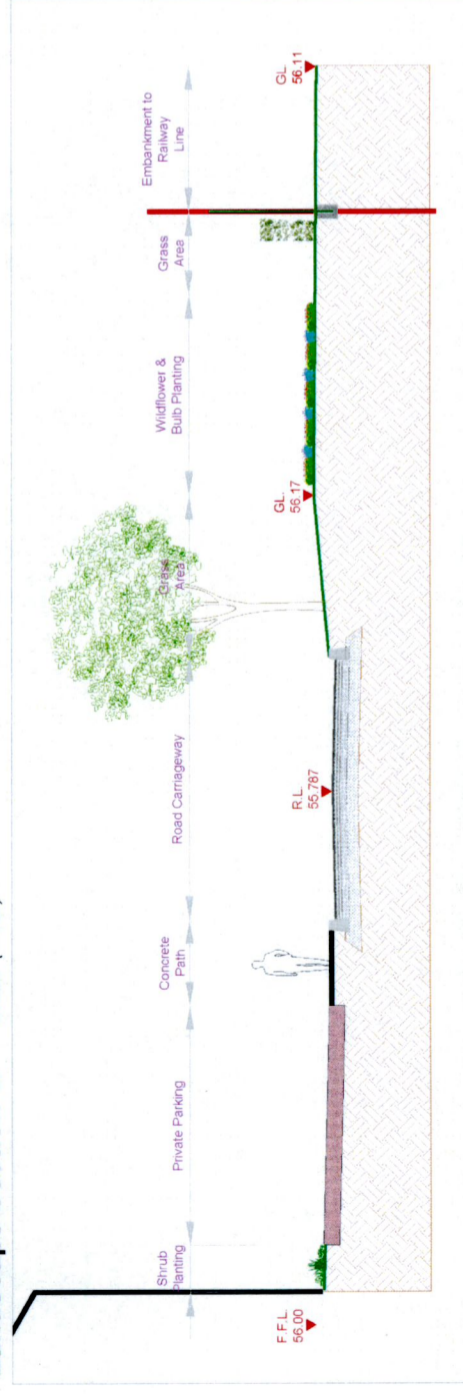 F.F.L.
56.00
Shrub
Planting
Private Parking
Concrete
Path
Road Carriageway
R.L.
55.787
Grass
Area
GL.
56.17
Wildflower &
Bulb Planting
Grass
Area
Embankment to
Railway
Line
GL.
56.11